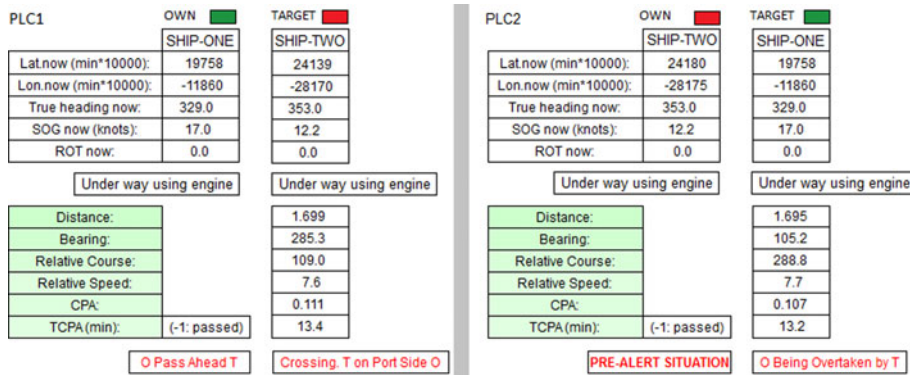 PLC1 OWN TARGET
SHIP-ONE SHIP-TWO
Lat.now (min*10000): 19758 24139
Lon.now (min*10000): -11860 -28170
True heading now: 329.0 353.0
SOG now (knots): 17.0 12.2
ROT now: 0.0 0.0
Under way using engine Under way using engine
Distance: 1.699
Bearing: 285.3
Relative Course: 109.0
Relative Speed: 7.6
CPA: 0.111
TCPA(min): (-1: passed) 13.4
O Pass Ahead T Crossing. T on Port Side O
PLC2 OWN TARGET
SHIP-TWO SHIP-ONE
Lat.now (min*10000): 24180 19758
Lon.now (min*10000): -28175 -11860
True heading now: 353.0 329.0
SOG now (knots): 12.2 17.0
ROT now: 0.0 0.0
Under way using engine Under way using engine
Distance: 1.695
Bearing: 105.2
Relative Course: 288.8
Relative Speed: 7.7
CPA: 0.107
TCPA(min): (-1: passed) 13.2
PRE-ALERT SITUATION O Being Overtaken by T